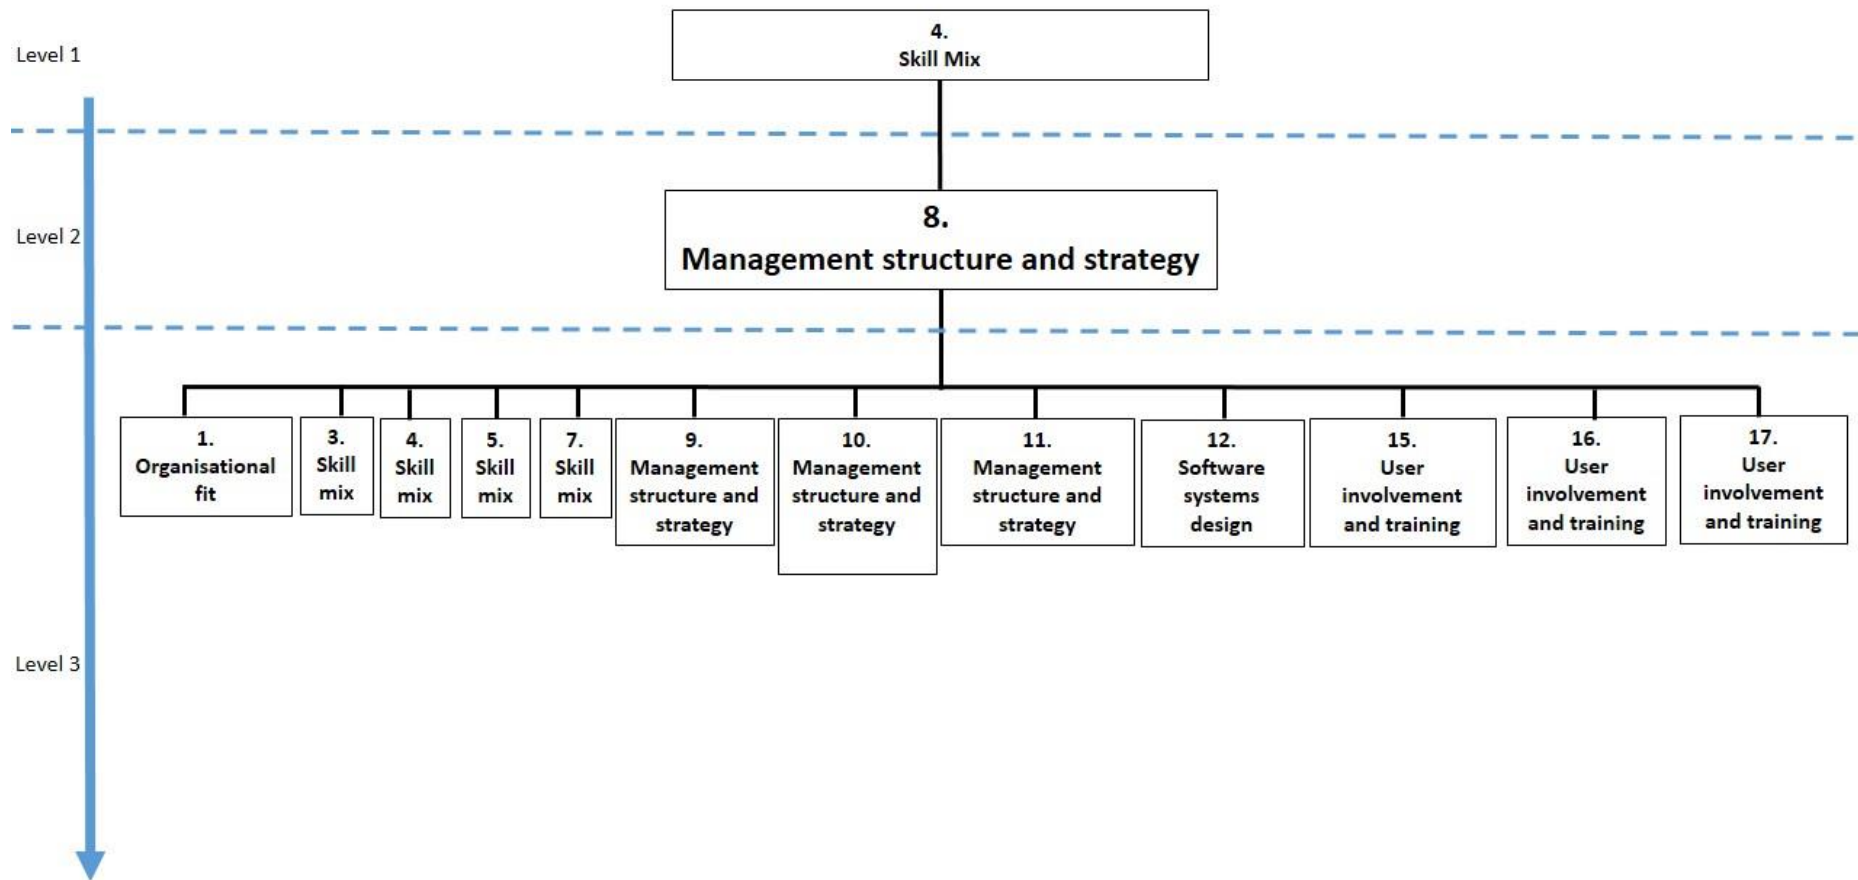 Level 1
4.
Skill Mix
Level 2
8.
Management structure and strategy
Level 3
1.
Organisational
fit
3.
Skill
mix
4.
Skill
mix
5.
Skill
mix
7.
Skill
mix
9.
Management
structure and
strategy
10.
Management
structure and
strategy
11.
Management
structure and
strategy
12.
Software
systems
design
15.
User
involvement
and training
16.
User
involvement
and training
17.
User
involvement
and training